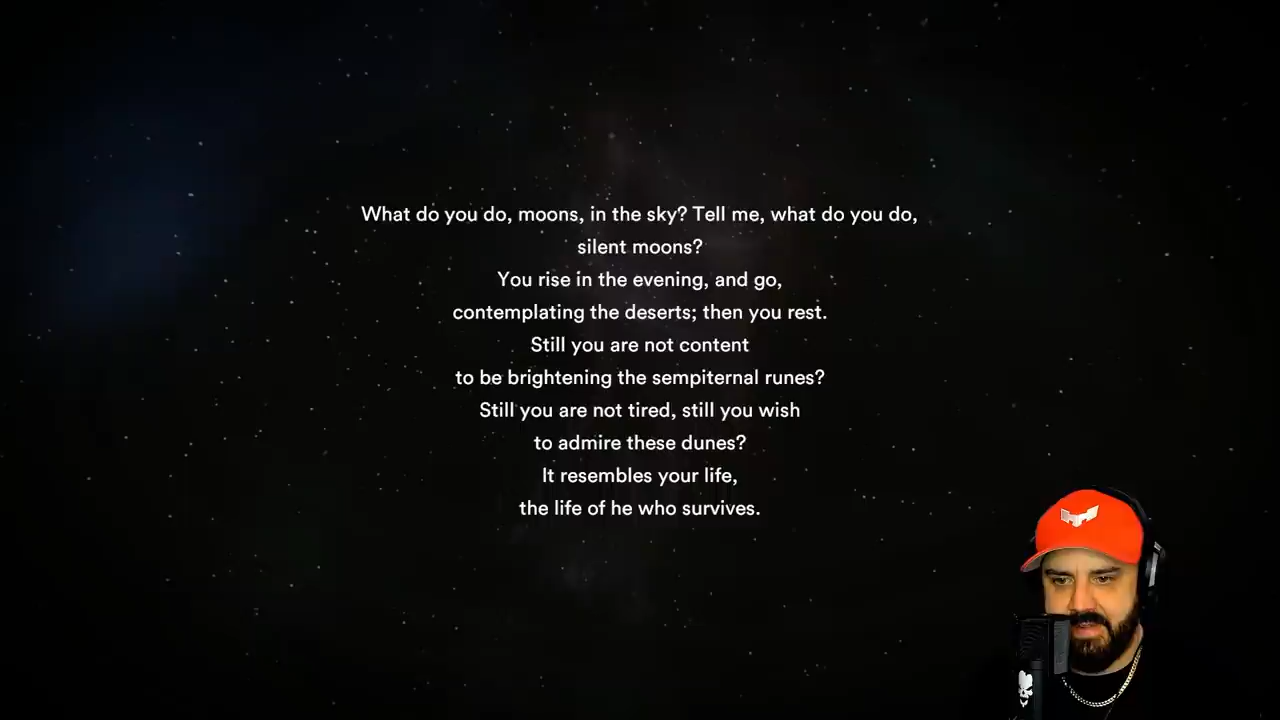 What do you do, moons, in the sky? Tell me, what do you do,
silent moons?
You rise in the evening, and go,
contemplating the deserts; then you rest.
Still you are not content
to be brightening the sempiternal runes?
Still you are not tired, still you wish
to admire these dunes?
It resembles your life,
the life of he who survives.